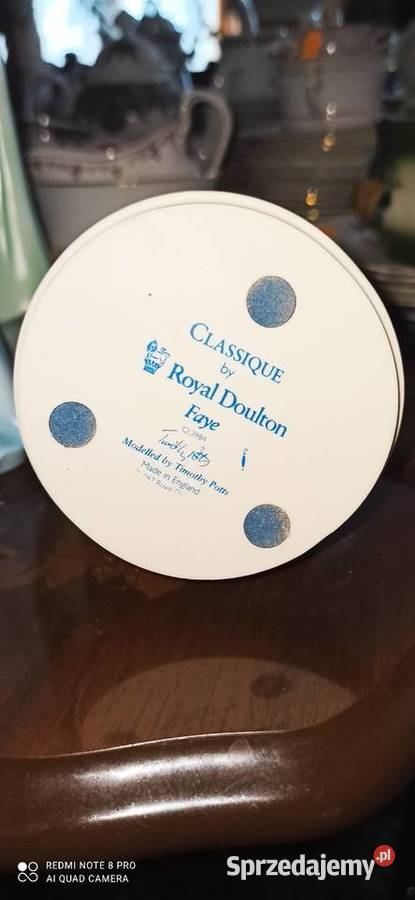 CLASSIQUE
by
Royal Doulton
Faye
Modelled by Timothy Potts
Made in England
REDMI NOTE 8 PRO
AI QUAD CAMERA
Sprzedajemy.pl